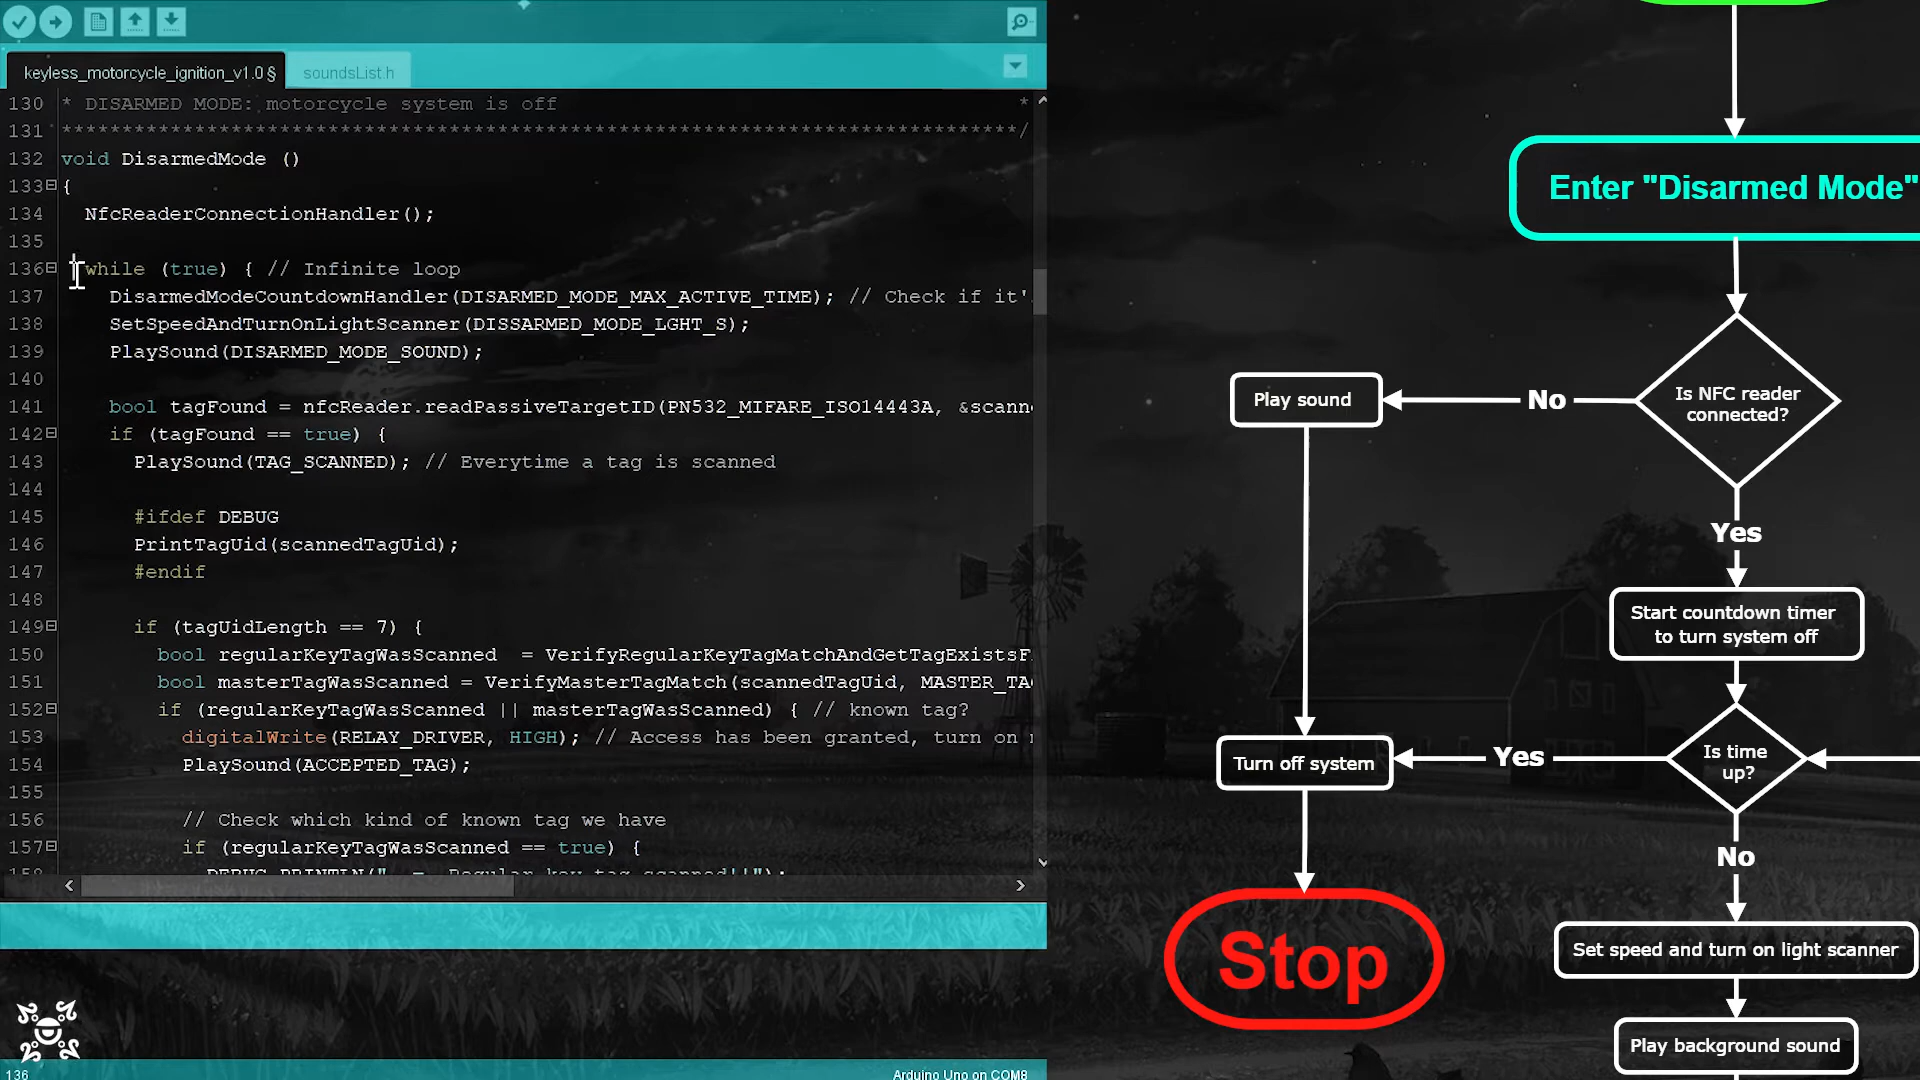 keyless_motorcycle_ignition_v1.0 §
soundsList.h
130 * DISARMED MODE: motorcycle system is off *
131 *******************************************************************************/
132 void DisarmedMode ()
133 {
134 NfcReaderConnectionHandler();
135
136 while (true) { // Infinite loop
137 DisarmedModeCountdownHandler(DISARMED_MODE_MAX_ACTIVE_TIME); // Check if it'
138 SetSpeedAndTurnOnLightScanner(DISSARMED_MODE_LGHT_S);
139 PlaySound(DISARMED_MODE_SOUND);
140
141 bool tagFound = nfcReader.readPassiveTargetID(PN532_MIFARE_ISO14443A, &scann
142 if (tagFound == true) {
143 PlaySound(TAG_SCANNED); // Everytime a tag is scanned
144
145 #ifdef DEBUG
146 PrintTagUid(scannedTagUid);
147 #endif
148
149 if (tagUidLength == 7) {
150 bool regularKeyTagWasScanned = VerifyRegularKeyTagMatchAndGetTagExistsF
151 bool masterTagWasScanned = VerifyMasterTagMatch(scannedTagUid, MASTER_TA
152 if (regularKeyTagWasScanned || masterTagWasScanned) { // known tag?
153 digitalWrite(RELAY_DRIVER, HIGH); // Access has been granted, turn on
154 PlaySound(ACCEPTED_TAG);
155
156 // Check which kind of known tag we have
157 if (regularKeyTagWasScanned == true) {
136
Arduino Uno on COM8
Enter "Disarmed Mode"
Is NFC reader
connected?
No
Play sound
Yes
Start countdown timer
to turn system off
Is time
up?
Yes
Turn off system
No
Stop
Set speed and turn on light scanner
Play background sound